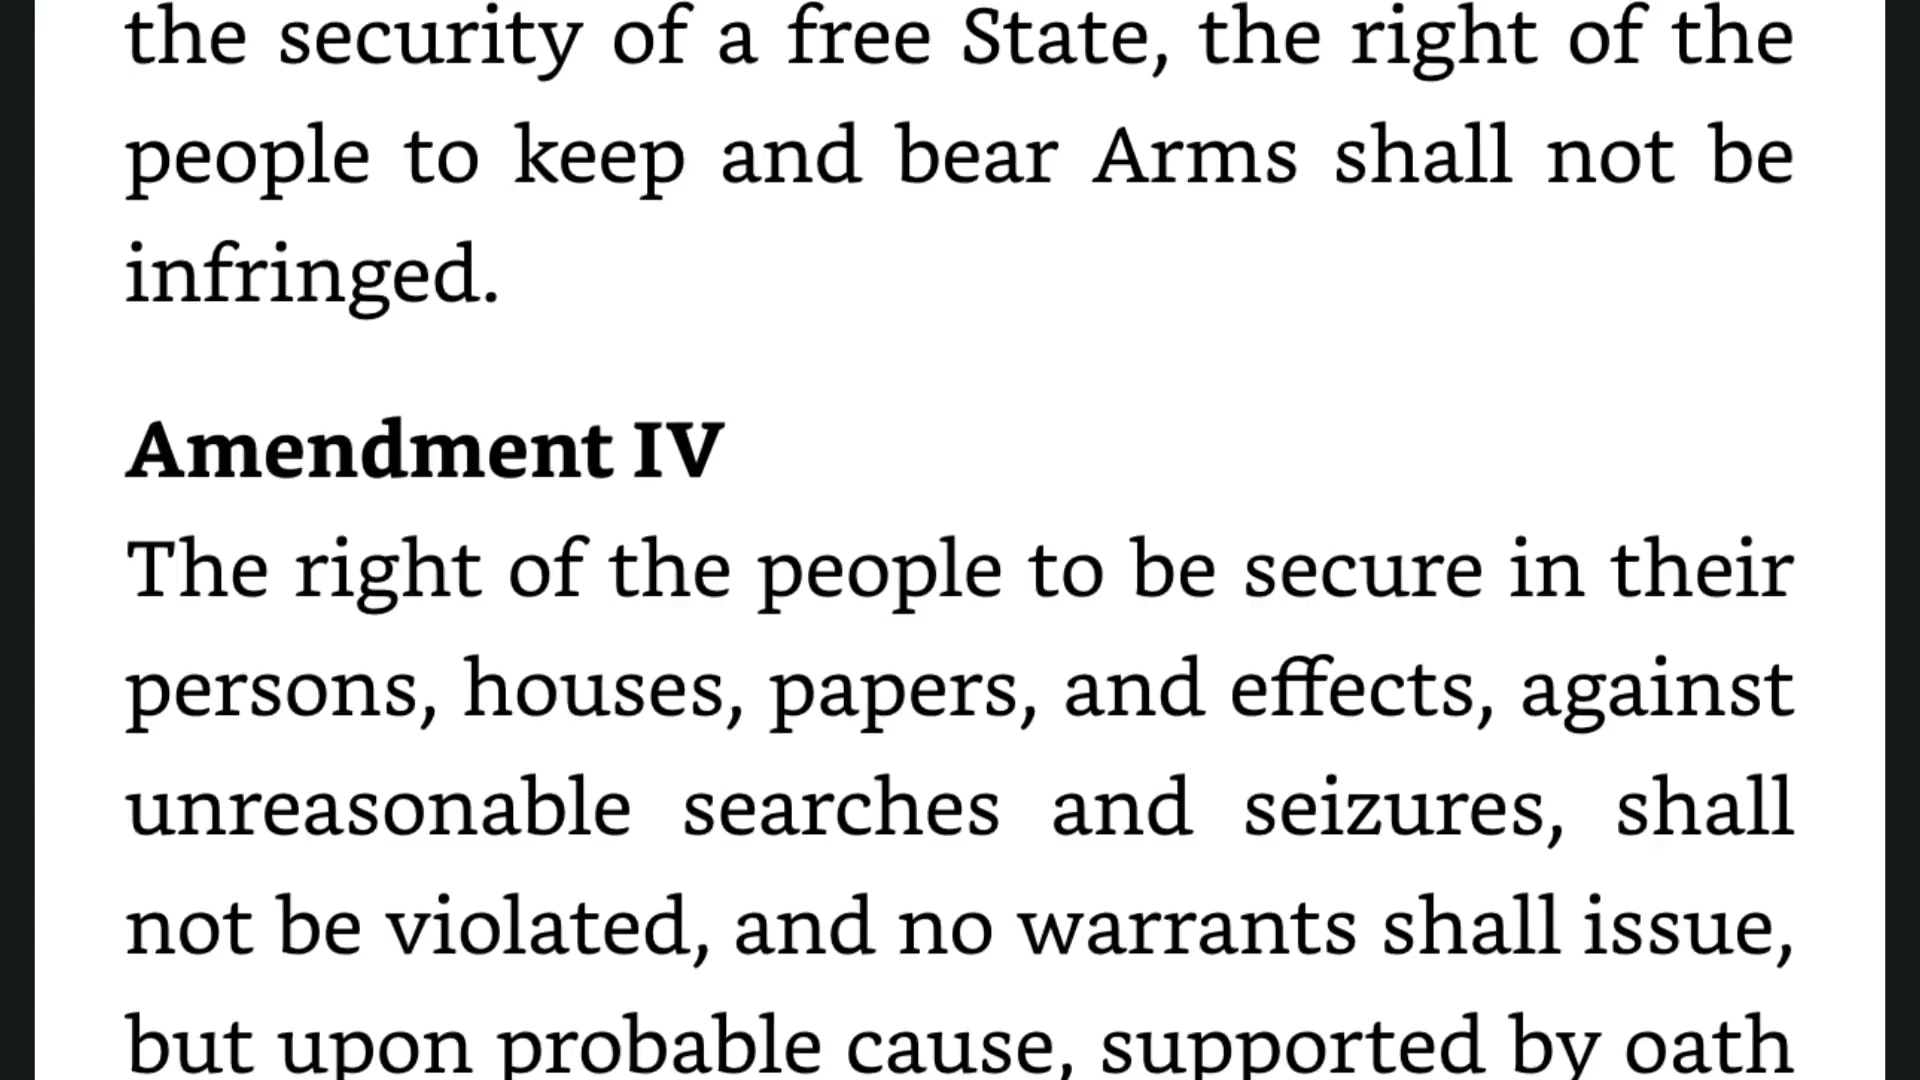 the security of a free State, the right of the
people to keep and bear Arms shall not be
infringed.
Amendment IV
The right of the people to be secure in their
persons, houses, papers, and effects, against
unreasonable searches and seizures, shall
not be violated, and no warrants shall issue,
but upon probable cause, supported by oath